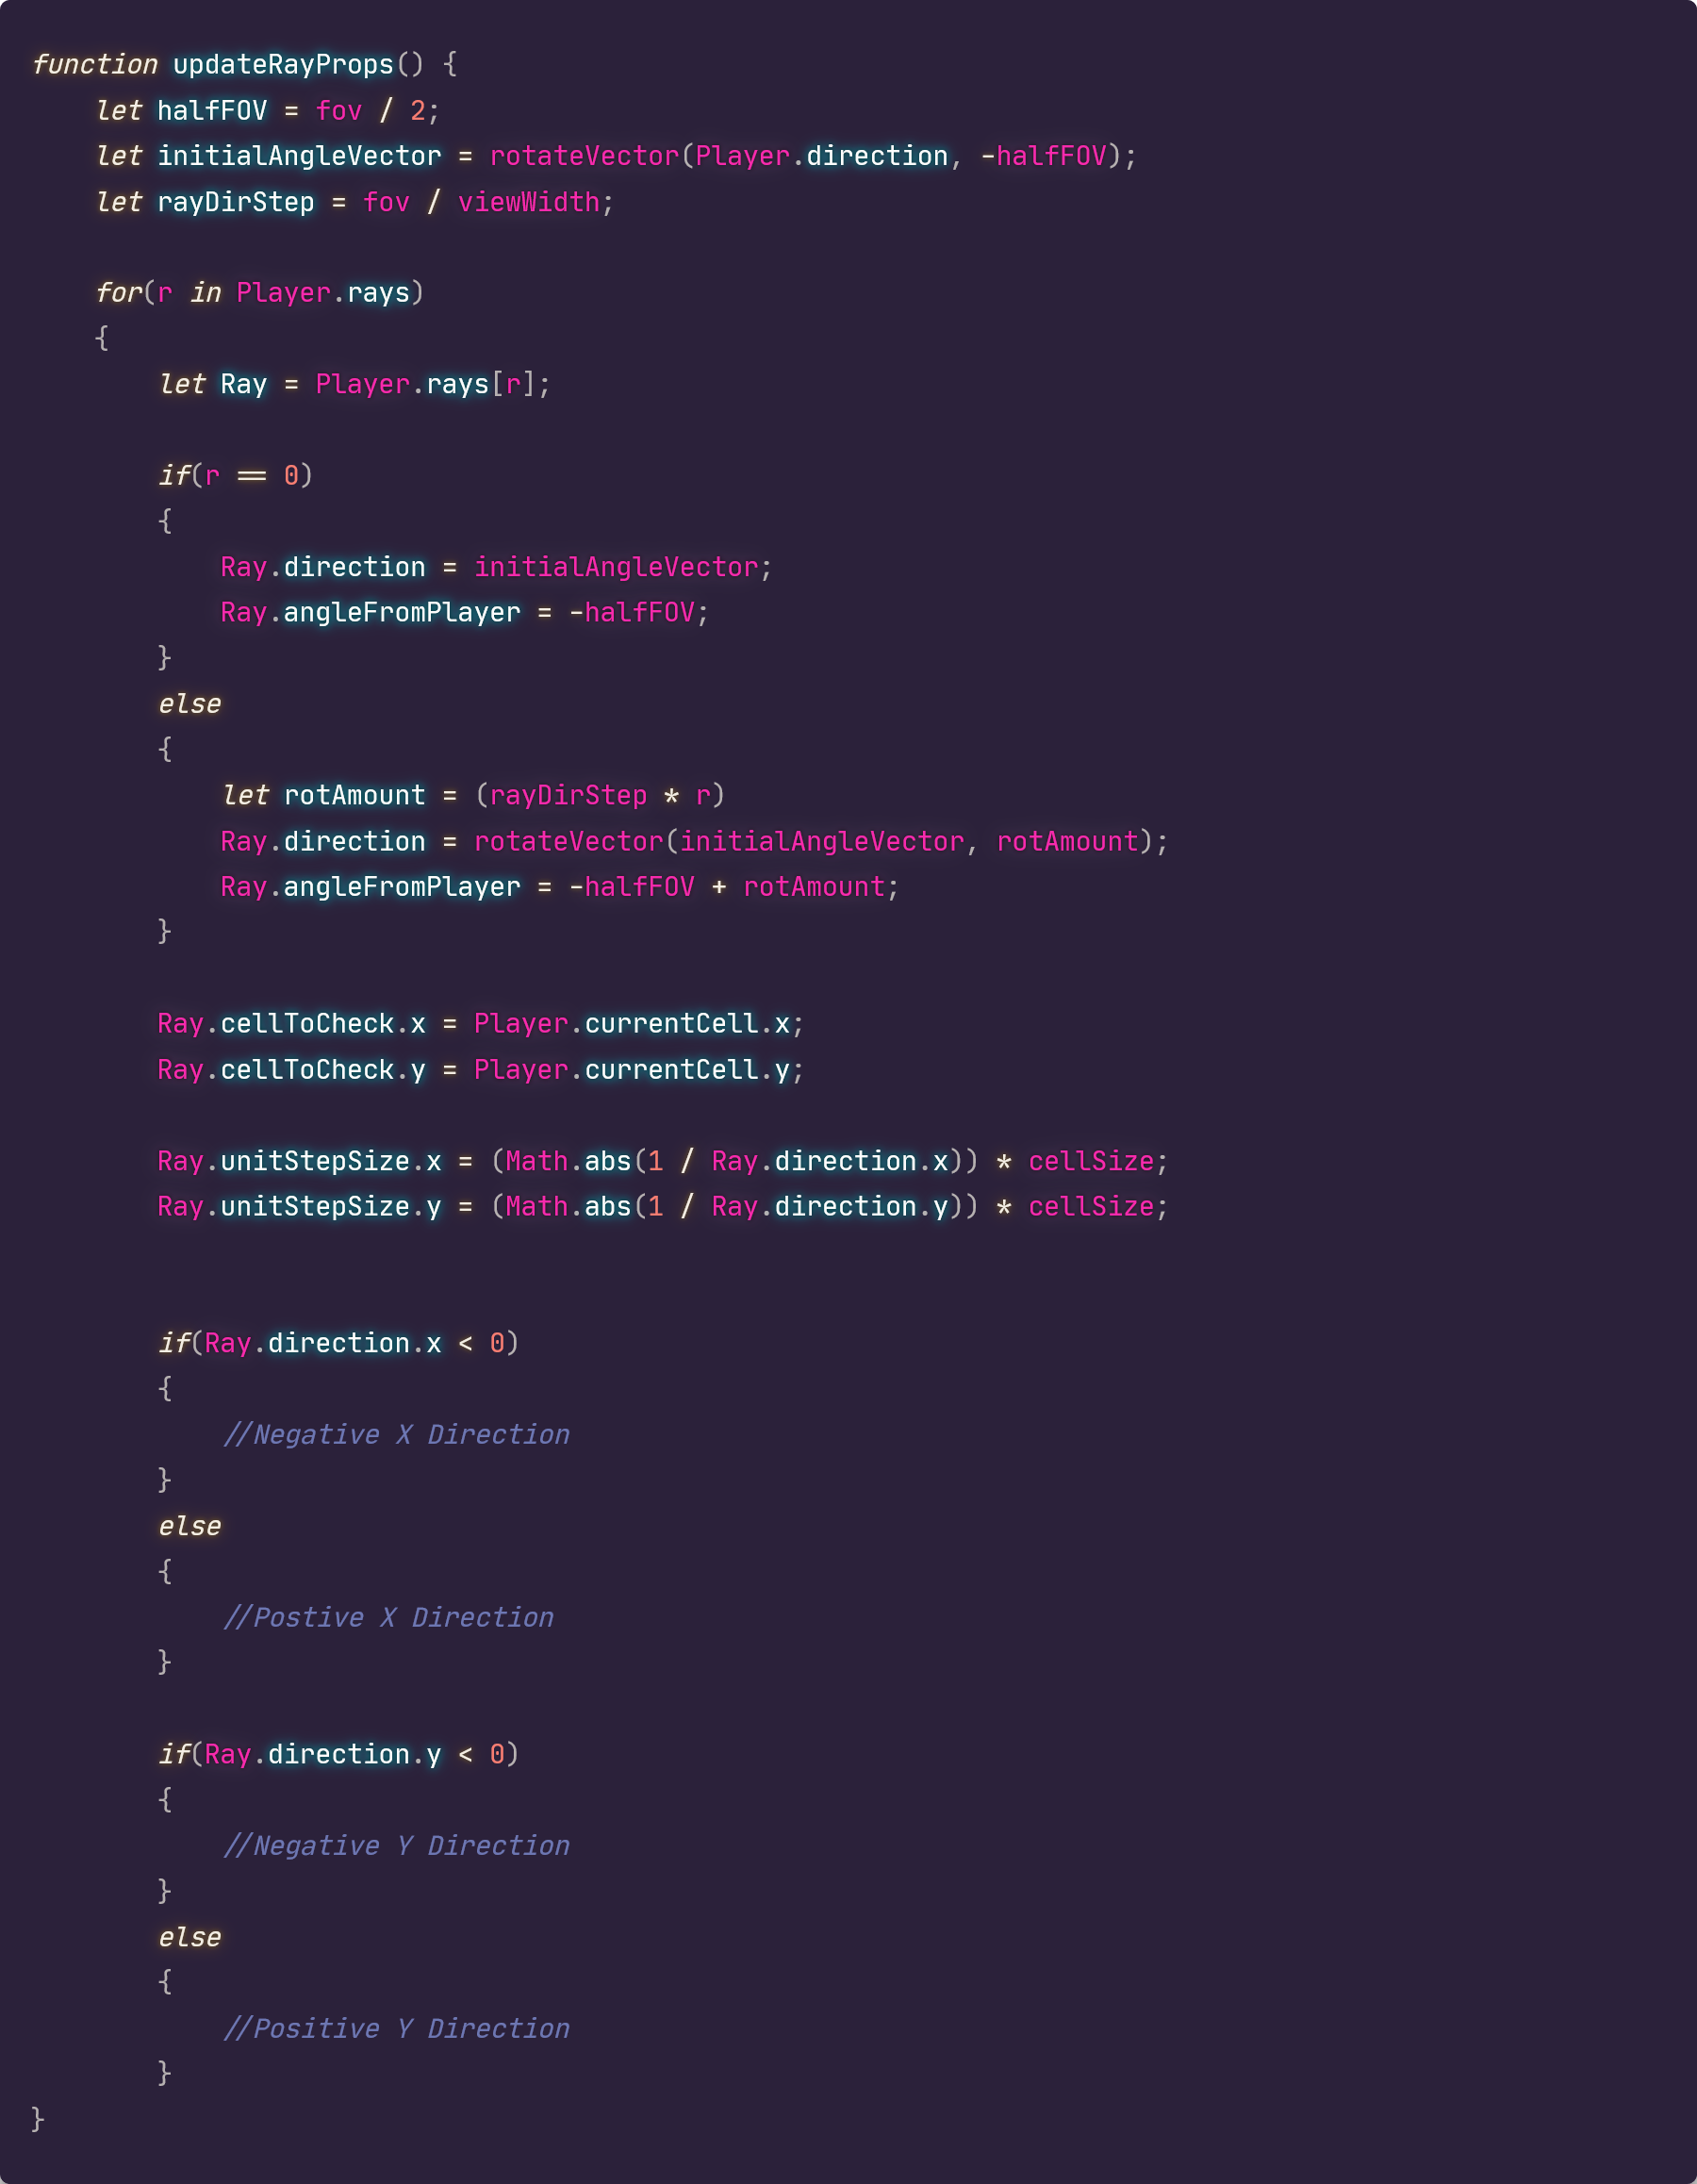 function updateRayProps() {
    let halfFOV = fov / 2;
    let initialAngleVector = rotateVector(Player.direction, -halfFOV);
    let rayDirStep = fov / viewWidth;

    for(r in Player.rays)
    {
        let Ray = Player.rays[r];

        if(r == 0)
        {
            Ray.direction = initialAngleVector;
            Ray.angleFromPlayer = -halfFOV;
        }
        else
        {
            let rotAmount = (rayDirStep * r)
            Ray.direction = rotateVector(initialAngleVector, rotAmount);
            Ray.angleFromPlayer = -halfFOV + rotAmount;
        }

        Ray.cellToCheck.x = Player.currentCell.x;
        Ray.cellToCheck.y = Player.currentCell.y;

        Ray.unitStepSize.x = (Math.abs(1 / Ray.direction.x)) * cellSize;
        Ray.unitStepSize.y = (Math.abs(1 / Ray.direction.y)) * cellSize;


        if(Ray.direction.x < 0)
        {
            //Negative X Direction
        }
        else
        {
            //Postive X Direction
        }

        if(Ray.direction.y < 0)
        {
            //Negative Y Direction
        }
        else
        {
            //Positive Y Direction
        }
}